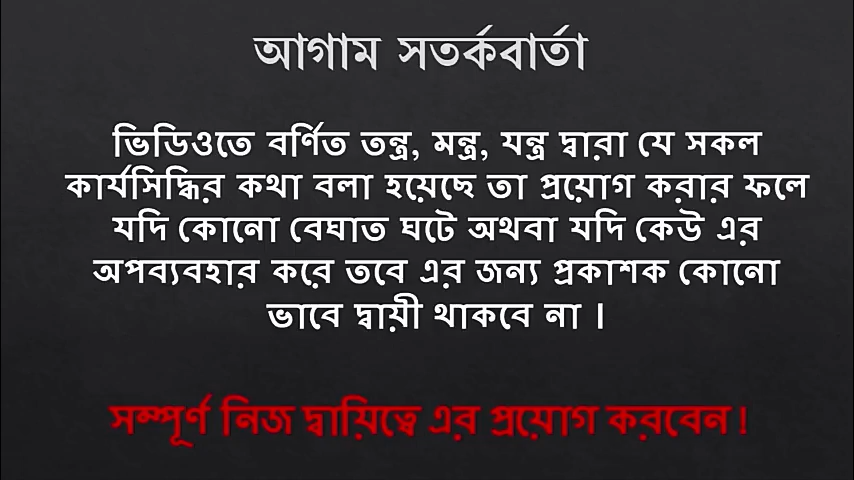 আগাম সতর্কবার্তা
ভিডিওতে বর্ণিত তন্ত্র, মন্ত্র, যন্ত্র দ্বারা যে সকল
কার্যসিদ্ধির কথা বলা হয়েছে তা প্রয়োগ করার ফলে
যদি কোনো বেঘাত ঘটে অথবা যদি কেউ এর
অপব্যবহার করে তবে এর জন্য প্রকাশক কোনো
ভাবে দ্বায়ী থাকবে না ।
সম্পূর্ণ নিজ দ্বায়িত্বে এর প্রয়োগ করবেন !